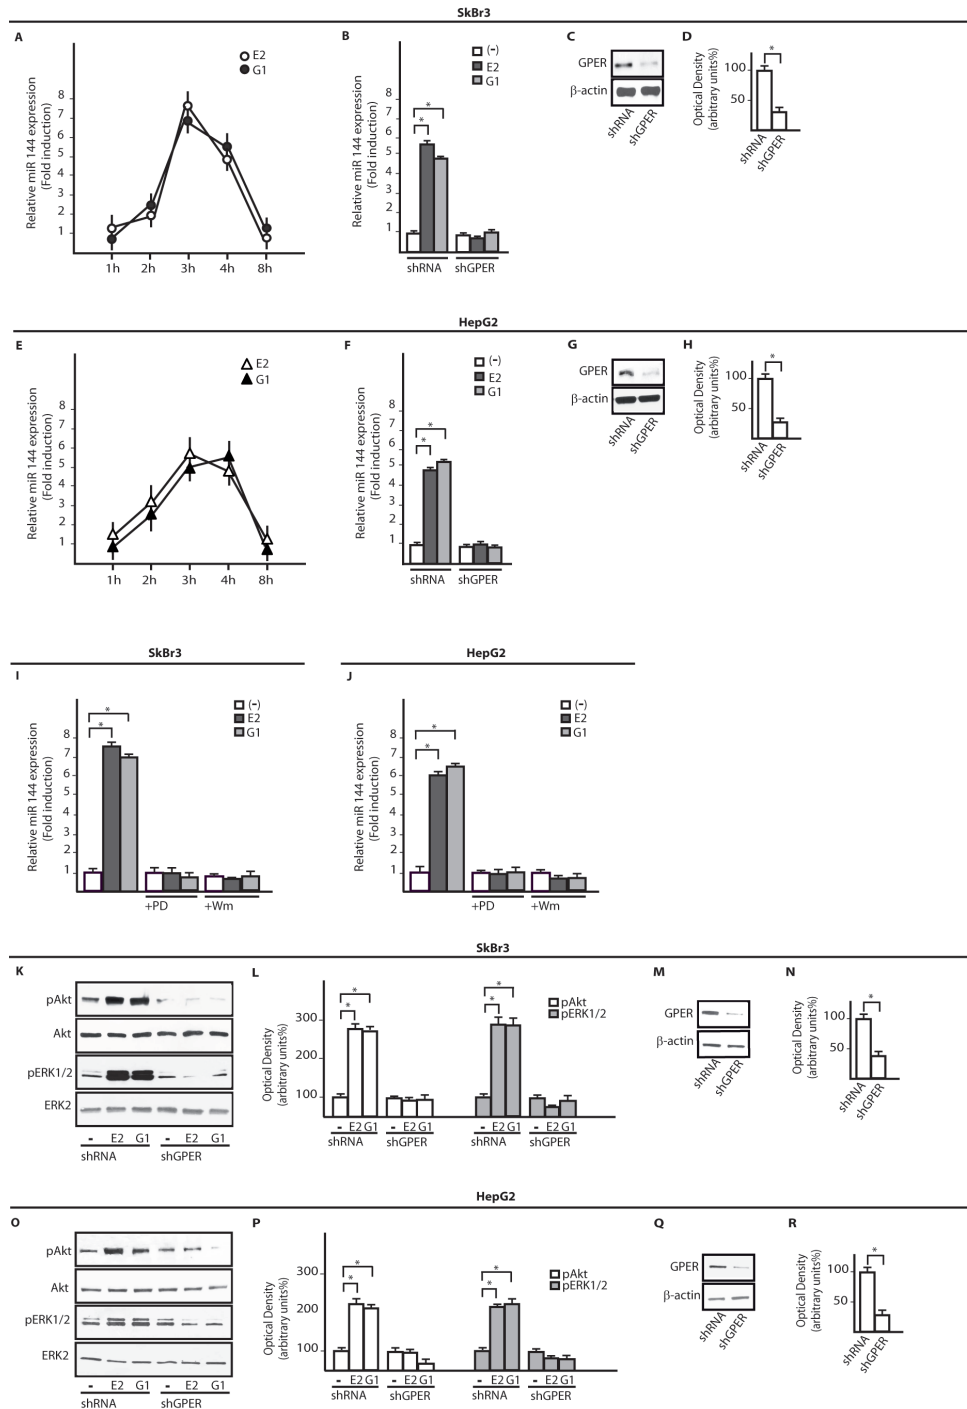 SkBr3
A
Relative miR 144 expression
(Fold induction)
8
7
6
5
4
3
2
1
1h 2h 3h 4h 8h
E2
G1
B
Relative miR 144 expression
(Fold induction)
8
7
6
5
4
3
2
1
(-)
E2
G1
* *
shRNA shGPER
C
GPER
β-actin
shRNA shGPER
D
Optical Density
(arbitrary units%)
100
50
*
shRNA shGPER
HepG2
E
Relative miR 144 expression
(Fold induction)
8
7
6
5
4
3
2
1
1h 2h 3h 4h 8h
E2
G1
F
Relative miR 144 expression
(Fold induction)
8
7
6
5
4
3
2
1
(-)
E2
G1
* *
shRNA shGPER
G
GPER
β-actin
shRNA shGPER
H
Optical Density
(arbitrary units%)
100
50
*
shRNA shGPER
SkBr3
I
Relative miR 144 expression
(Fold induction)
8
7
6
5
4
3
2
1
(-)
E2
G1
* *
+PD +Wm
HepG2
J
Relative miR 144 expression
(Fold induction)
8
7
6
5
4
3
2
1
(-)
E2
G1
* *
+PD +Wm
SkBr3
K
pAkt
Akt
pERK1/2
ERK2
- E2 G1 - E2 G1
shRNA shGPER
L
Optical Density
(arbitrary units%)
300
200
100
* * * *
pAkt
pERK1/2
- E2 G1 - E2 G1 - E2 G1 - E2 G1
shRNA shGPER shRNA shGPER
M
GPER
β-actin
shRNA shGPER
N
Optical Density
(arbitrary units%)
100
50
*
shRNA shGPER
HepG2
O
pAkt
Akt
pERK1/2
ERK2
- E2 G1 - E2 G1
shRNA shGPER
P
Optical Density
(arbitrary units%)
300
200
100
* * * *
pAkt
pERK1/2
- E2 G1 - E2 G1 - E2 G1 - E2 G1
shRNA shGPER shRNA shGPER
Q
GPER
β-actin
shRNA shGPER
R
Optical Density
(arbitrary units%)
100
50
*
shRNA shGPER